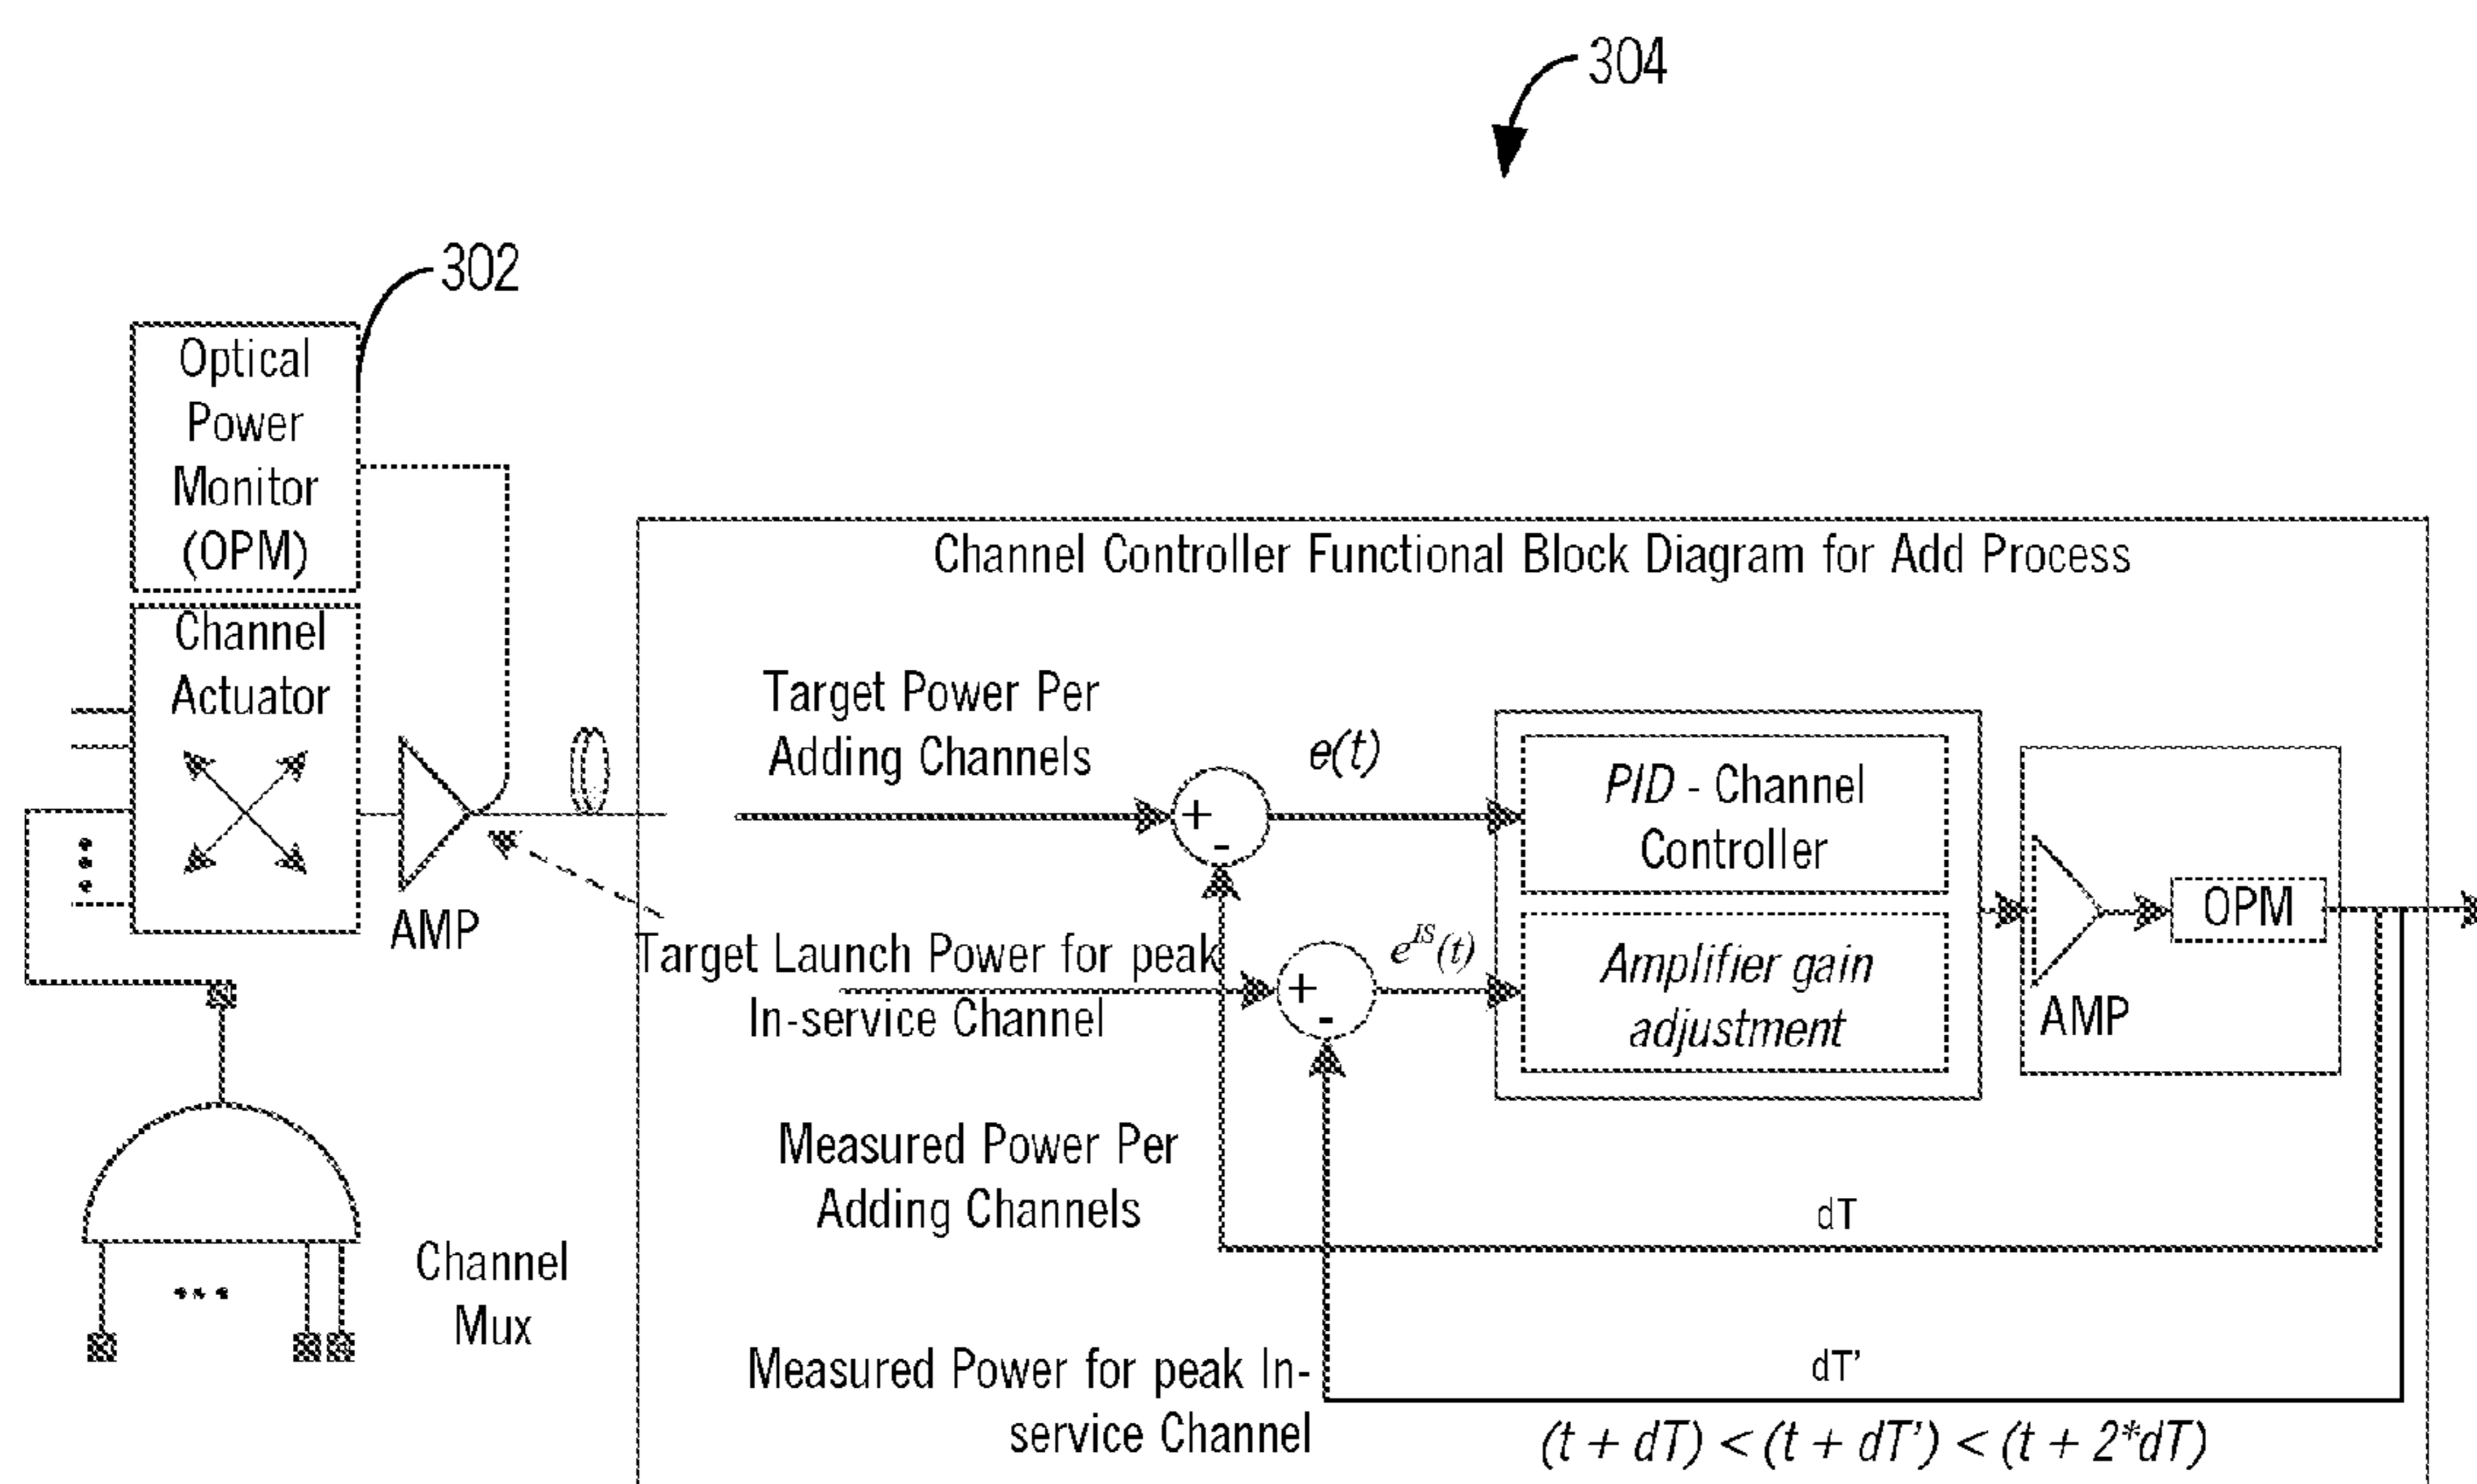 304
302
Optical
Power
Monitor
(OPM)
Channel
Actuator
AMP
Channel
Mux
Channel Controller Functional Block Diagram for Add Process
Target Power Per
Adding Channels
e(t)
+
-
PID - Channel
Controller
Target Launch Power for peak
In-service Channel
e^IS(t)
+
-
Amplifier gain
adjustment
AMP
OPM
Measured Power Per
Adding Channels
dT
Measured Power for peak In-
service Channel
dT'
(t + dT) < (t + dT') < (t + 2*dT)